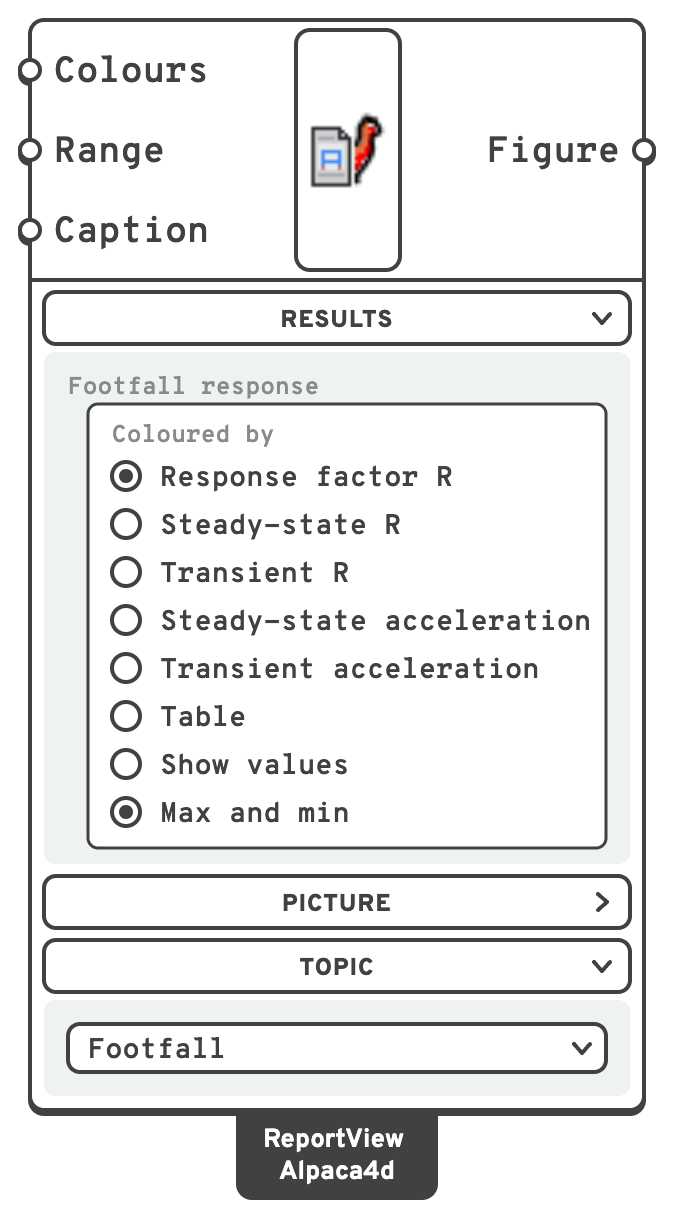 Colours
Range
Figure
Caption
RESULTS
Footfall response
Coloured by
Response factor R
Steady-state R
Transient R
Steady-state acceleration
Transient acceleration
Table
Show values
Max and min
PICTURE
TOPIC
Footfall
ReportView
Alpaca4d